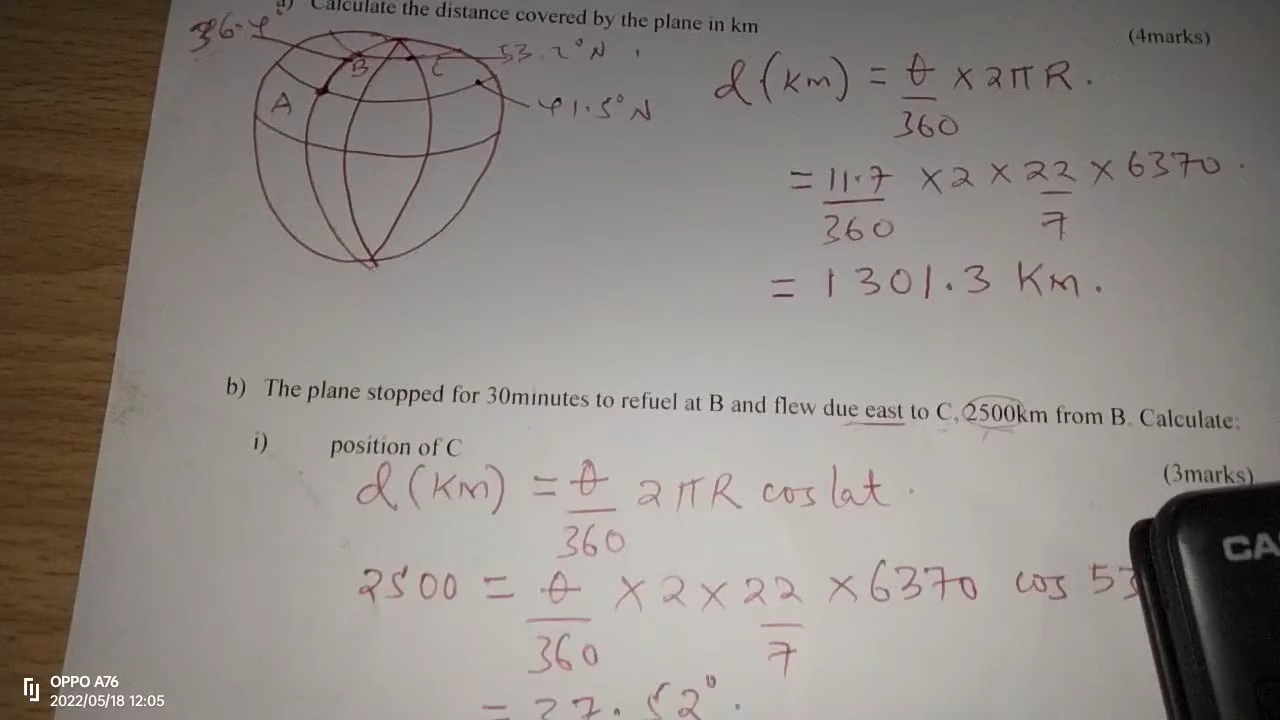 a) Calculate the distance covered by the plane in km
(4marks)
36.4°
B
C
53.2°N
A
41.5°N
d(km) = θ/360 × 2πR.
= 11.7/360 × 2 × 22/7 × 6370.
= 1301.3 Km.
b) The plane stopped for 30minutes to refuel at B and flew due east to C, 2500km from B. Calculate;
i) position of C
(3marks)
d(km) = θ/360 2πR cos lat.
2500 = θ/360 × 2 × 22/7 × 6370 cos 53
= 37.52°.
CA
OPPO A76
2022/05/18 12:05